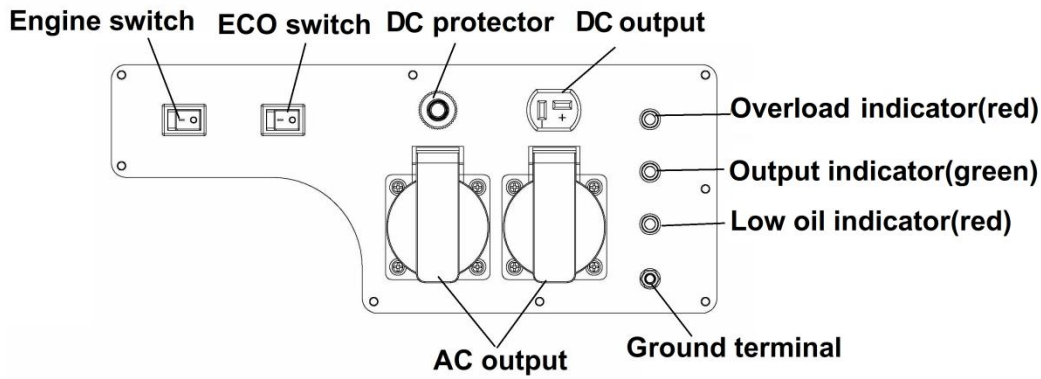 Engine switch
ECO switch
DC protector
DC output
Overload indicator(red)
Output indicator(green)
Low oil indicator(red)
Ground terminal
AC output